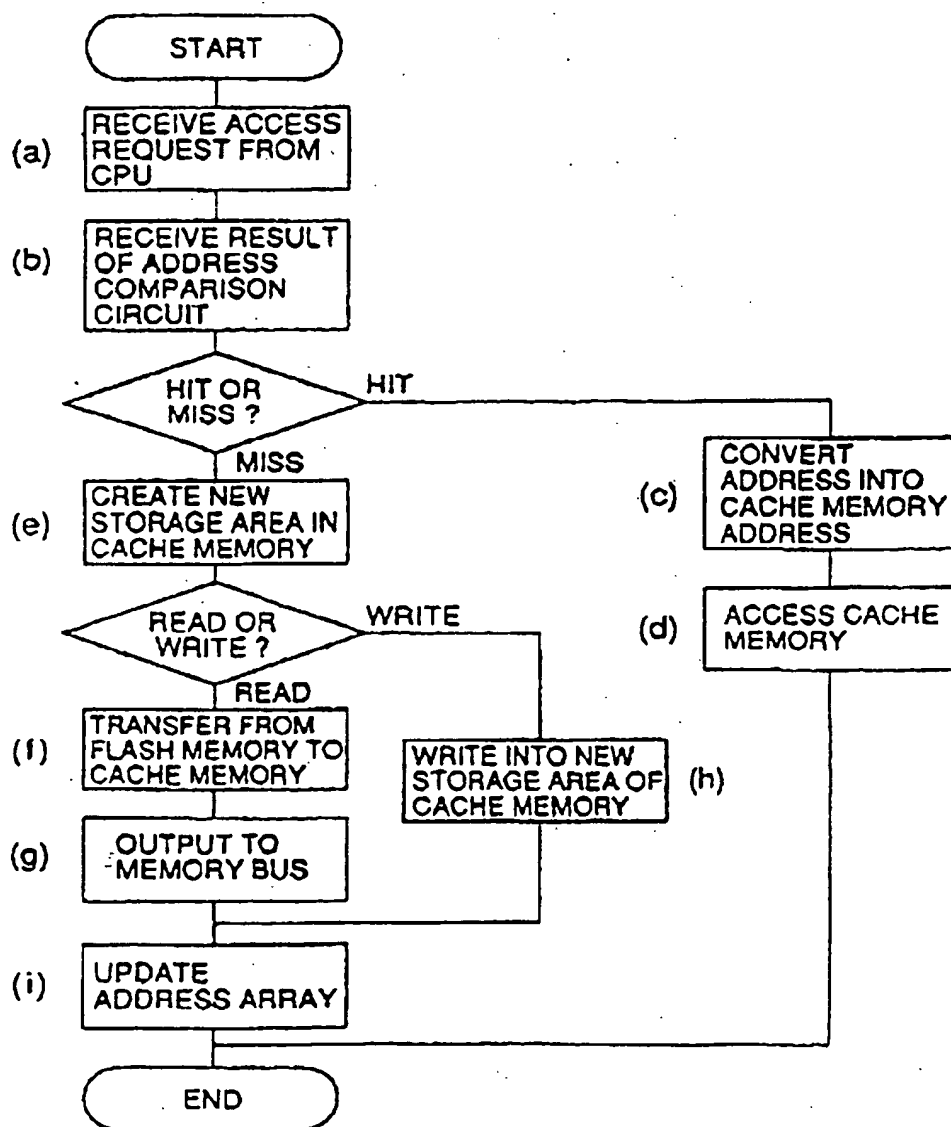 START
(a)
RECEIVE ACCESS
REQUEST FROM
CPU
(b)
RECEIVE RESULT
OF ADDRESS
COMPARISON
CIRCUIT
HIT OR
MISS ?
HIT
MISS
(c)
CONVERT
ADDRESS INTO
CACHE MEMORY
ADDRESS
(d)
ACCESS CACHE
MEMORY
(e)
CREATE NEW
STORAGE AREA IN
CACHE MEMORY
READ OR
WRITE ?
WRITE
READ
(f)
TRANSFER FROM
FLASH MEMORY TO
CACHE MEMORY
WRITE INTO NEW
STORAGE AREA OF
CACHE MEMORY
(h)
(g)
OUTPUT TO
MEMORY BUS
(i)
UPDATE
ADDRESS ARRAY
END